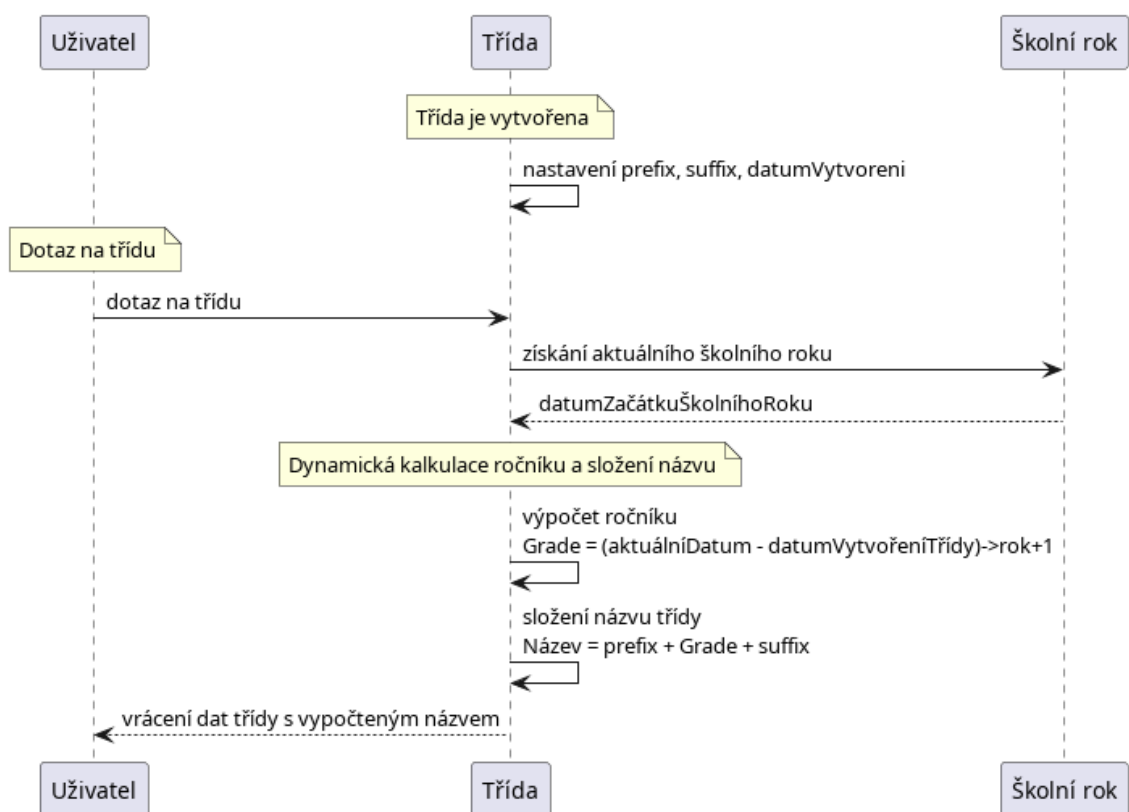 Uživatel
Třída
Školní rok
Třída je vytvořena
nastavení prefix, suffix, datumVytvoreni
Dotaz na třídu
dotaz na třídu
získání aktuálního školního roku
datumZačátkuŠkolníhoRoku
Dynamická kalkulace ročníku a složení názvu
výpočet ročníku
Grade = (aktuálníDatum - datumVytvořeníTřídy)->rok+1
složení názvu třídy
Název = prefix + Grade + suffix
vrácení dat třídy s vypočteným názvem
Uživatel
Třída
Školní rok